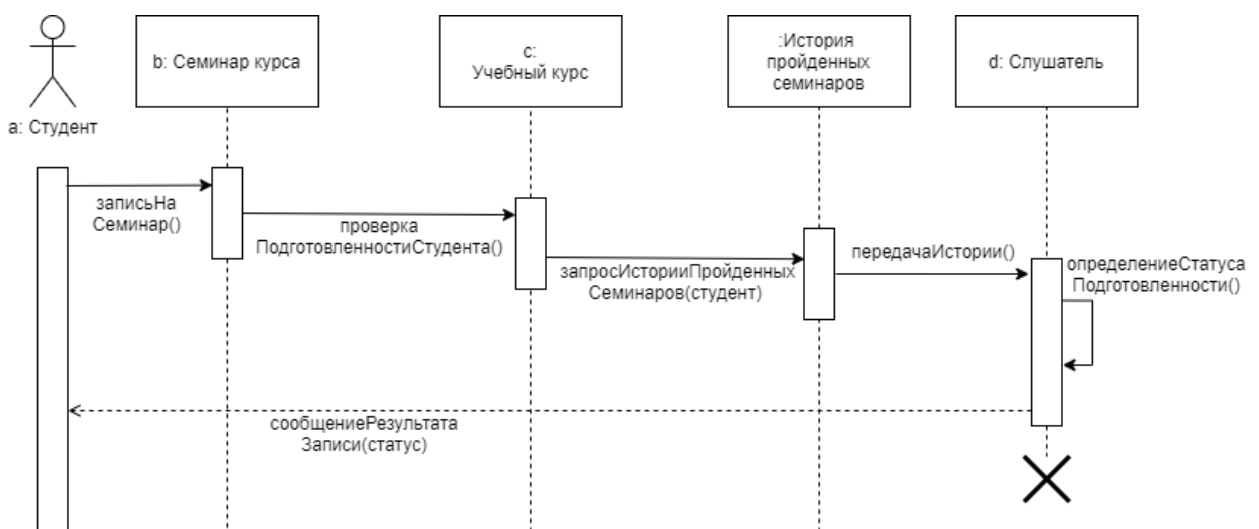 b: Семинар курса
c:
Учебный курс
:История
пройденных
семинаров
d: Слушатель
a: Студент
записьНа
Семинар()
проверка
ПодготовленностиСтудента()
запросИсторииПройденных
Семинаров(студент)
передачаИстории()
определениеСтатуса
Подготовленности()
сообщениеРезультата
Записи(статус)